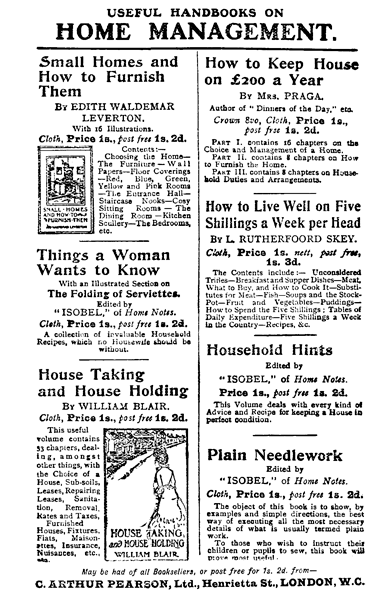 USEFUL HANDBOOKS ON
HOME MANAGEMENT.
Small Homes and
How to Furnish
Them
By EDITH WALDEMAR
LEVERTON.
With 16 Illustrations.
Cloth, Price 1s., post free 1s. 2d.
Contents:—
Choosing the Home—
The Furniture—Wall
Papers—Floor Coverings
—Red, Blue, Green,
Yellow and Pink Rooms
—The Entrance Hall—
Staircase Nooks—Cosy
Sitting Rooms—The
Dining Room—Kitchen
Scullery—The Bedrooms,
etc.
SMALL HOMES
AND HOW TO
FURNISH THEM
Things a Woman
Wants to Know
With an Illustrated Section on
The Folding of Serviettes.
Edited by
"ISOBEL," of Home Notes.
Cloth, Price 1s., post free 1s. 2d.
A collection of invaluable Household
Recipes, which no Housewife should be
without.
House Taking
and House Holding
By WILLIAM BLAIR.
Cloth, Price 1s., post free 1s. 2d.
This useful
volume contains
33 chapters, deal-
ing, amongst
other things, with
the Choice of a
House, Sub-soils,
Leases, Repairing
Leases, Sanita-
tion, Removal,
Rates and Taxes,
Furnished
Houses, Fixtures,
Flats, Maison-
ettes, Insurance,
Nuisances, etc.,
etc.
HOUSE TAKING
AND HOUSE HOLDING
WILLIAM BLAIR.
How to Keep House
on £200 a Year
By Mrs. PRAGA.
Author of "Dinners of the Day," etc.
Crown 8vo, Cloth, Price 1s.,
post free 1s. 2d.
PART I. contains 16 chapters on the
Choice and Management of a Home.
PART II. contains 8 chapters on How
to Furnish the Home.
PART III. contains 8 chapters on House-
hold Duties and Arrangements.
How to Live Well on Five
Shillings a Week per Head
By L. RUTHERFOORD SKEY.
Cloth, Price 1s. nett, post free,
1s. 3d.
The Contents include:— Unconsidered
Trifles—Breakfast and Supper Dishes—Meat,
What to Buy, and How to Cook It—Substi-
tutes for Meat—Fish—Soups and the Stock-
Pot—Fruit and Vegetables—Puddings—
How to Spend the Five Shillings; Tables of
Daily Expenditure—Five Shillings a Week
in the Country—Recipes, &c.
Household Hints
Edited by
"ISOBEL," of Home Notes.
Price 1s., post free 1s. 2d.
This Volume deals with every kind of
Advice and Recipe for keeping a House in
perfect condition.
Plain Needlework
Edited by
"ISOBEL," of Home Notes.
Cloth, Price 1s., post free 1s. 2d.
The object of this book is to show, by
examples and simple directions, the best
way of executing all the most necessary
details of what is usually termed plain
work.
To those who wish to instruct their
children or pupils to sew, this book will
prove most useful.
May be had of all Booksellers, or post free for 1s. 2d. from—
C. ARTHUR PEARSON, Ltd., Henrietta St., LONDON, W.C.